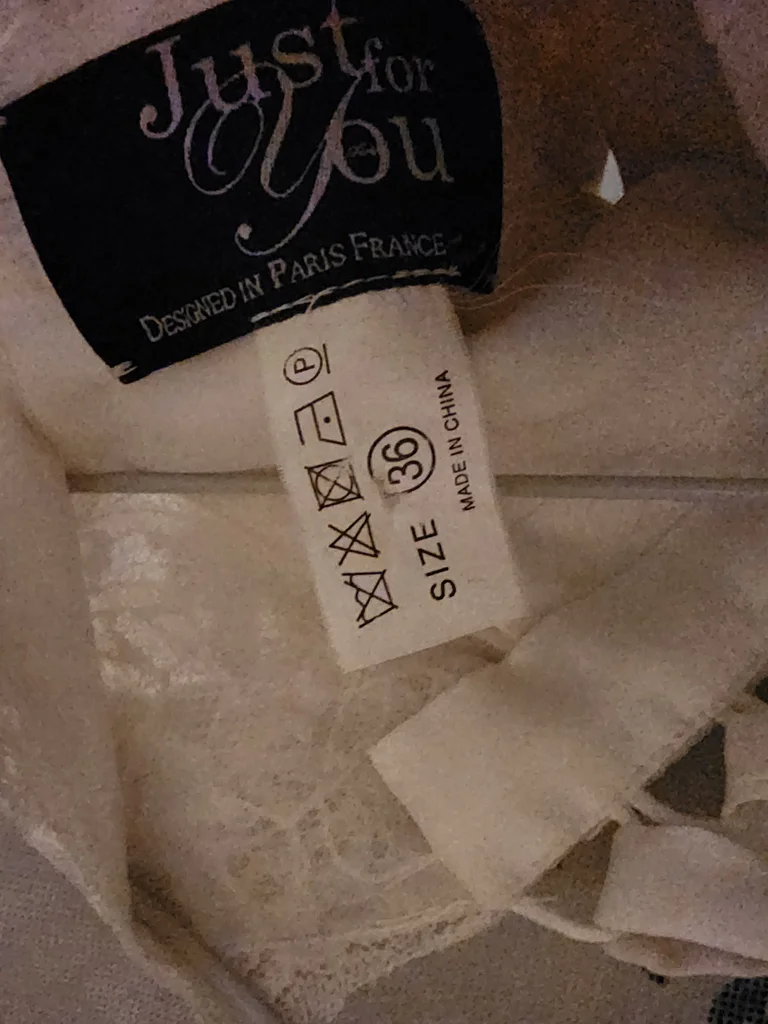 Just for
You
DESIGNED IN PARIS FRANCE
P
SIZE 36
MADE IN CHINA